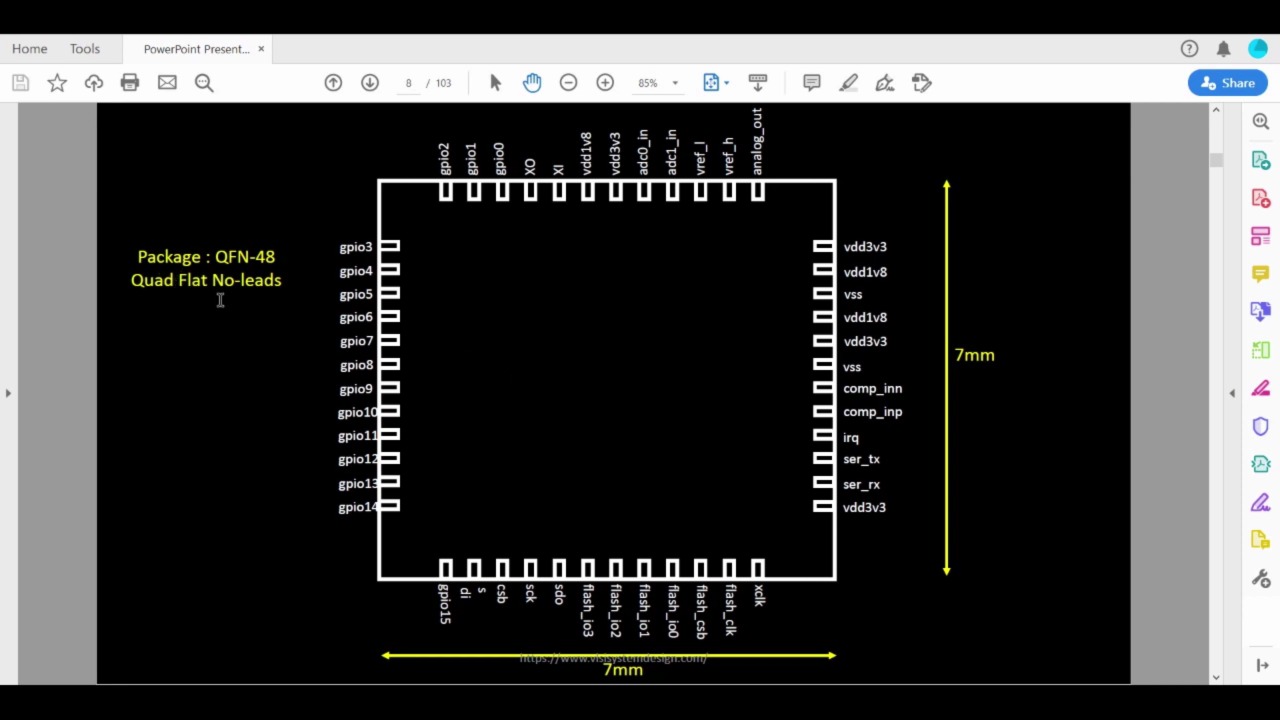 Home Tools PowerPoint Present... ×
8 / 103 85% Share
gpio2 gpio1 gpio0 XO XI vdd1v8 vdd3v3 adc0_in adc1_in vref_l vref_h analog_out
Package : QFN-48
Quad Flat No-leads
gpio3
gpio4
gpio5
gpio6
gpio7
gpio8
gpio9
gpio10
gpio11
gpio12
gpio13
gpio14
vdd3v3
vdd1v8
vss
vdd1v8
vdd3v3
vss
comp_inn
comp_inp
irq
ser_tx
ser_rx
vdd3v3
7mm
gpio15 s di csb sck sdo flash_io3 flash_io2 flash_io1 flash_io0 flash_csb flash_clk xclk
https://www.vlsisystemdesign.com/
7mm